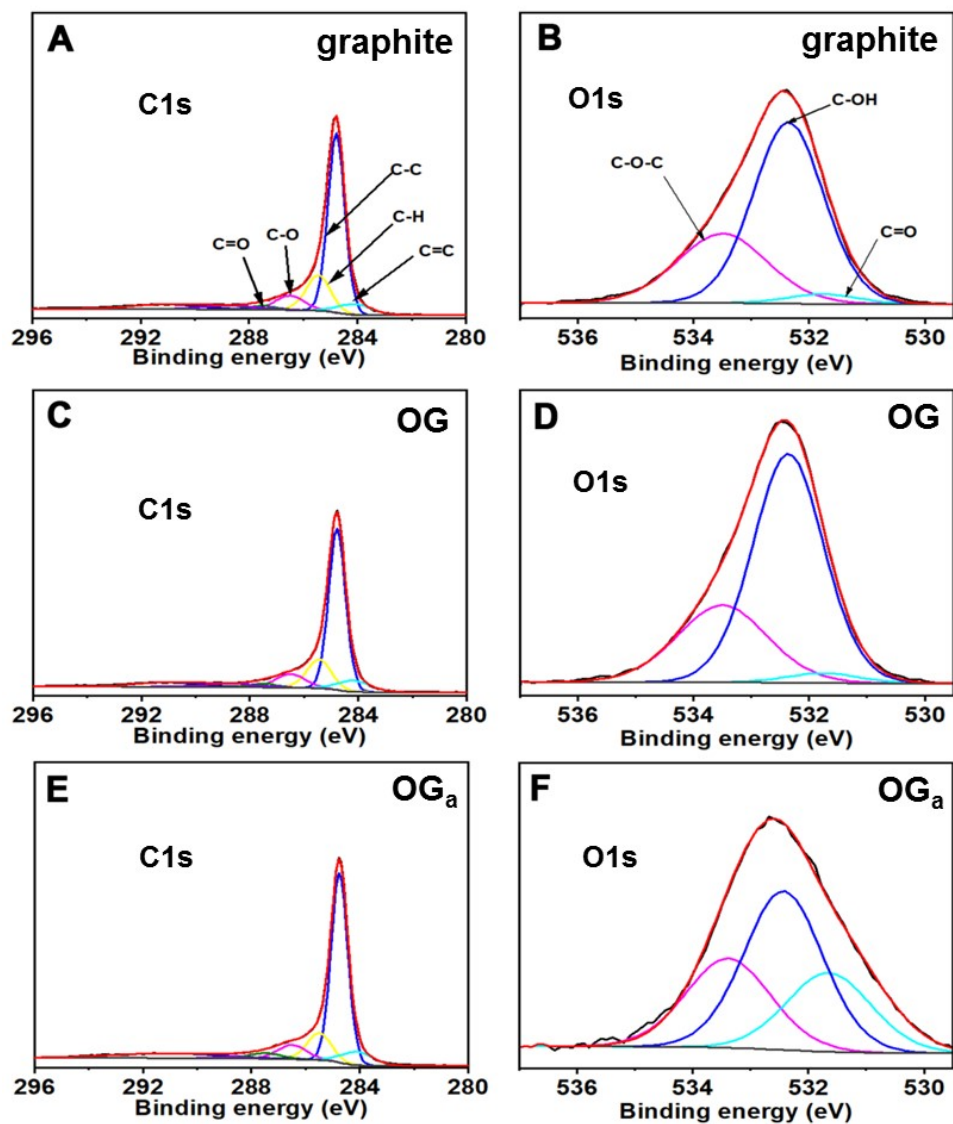 A
graphite
C1s
C-C
C-H
C=O
C-O
C=C
296 292 288 284 280
Binding energy (eV)
B
graphite
O1s
C-OH
C-O-C
C=O
536 534 532 530
Binding energy (eV)
C
OG
C1s
296 292 288 284 280
Binding energy (eV)
D
OG
O1s
536 534 532 530
Binding energy (eV)
E
OGa
C1s
296 292 288 284 280
Binding energy (eV)
F
OGa
O1s
536 534 532 530
Binding energy (eV)